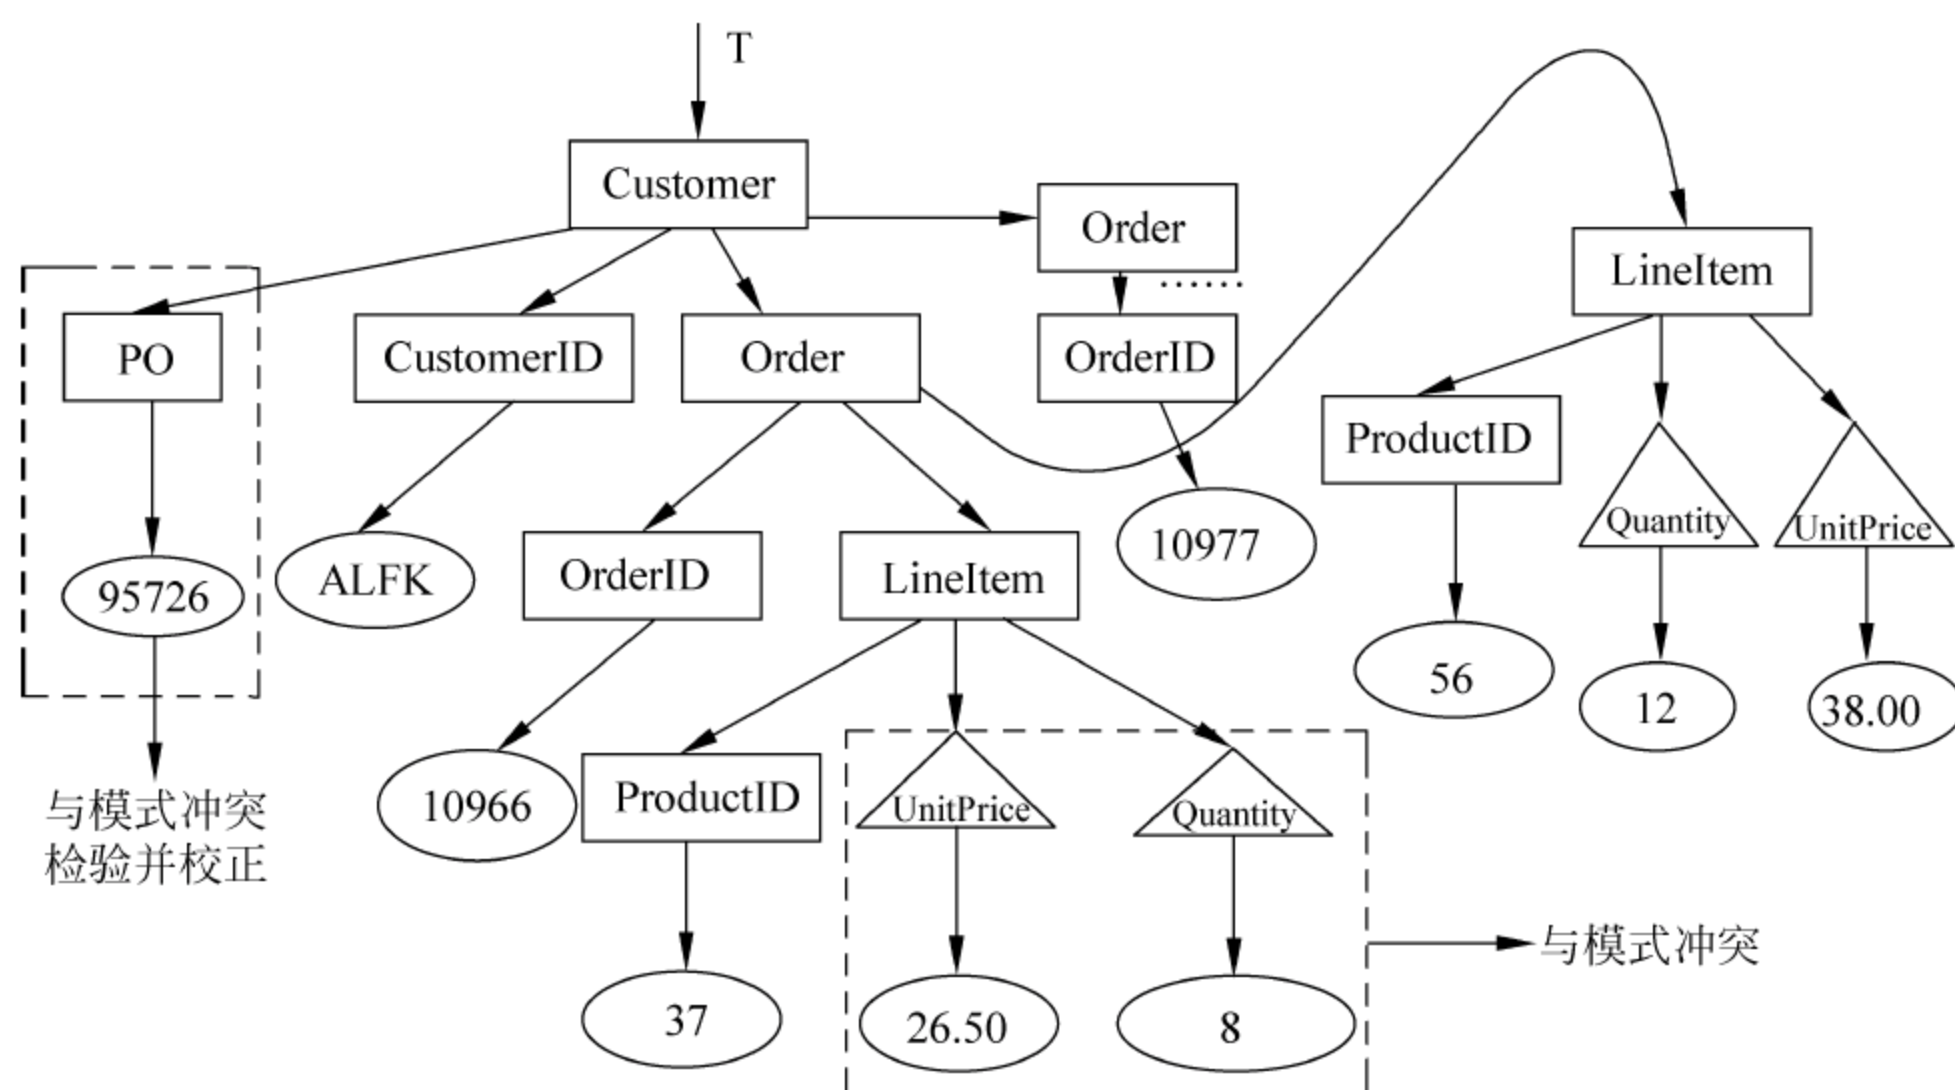 T
Customer
Order
LineItem
PO
CustomerID
Order
OrderID
ProductID
Quantity
UnitPrice
95726
ALFK
OrderID
LineItem
10977
56
12
38.00
与模式冲突
检验并校正
10966
ProductID
UnitPrice
Quantity
与模式冲突
37
26.50
8